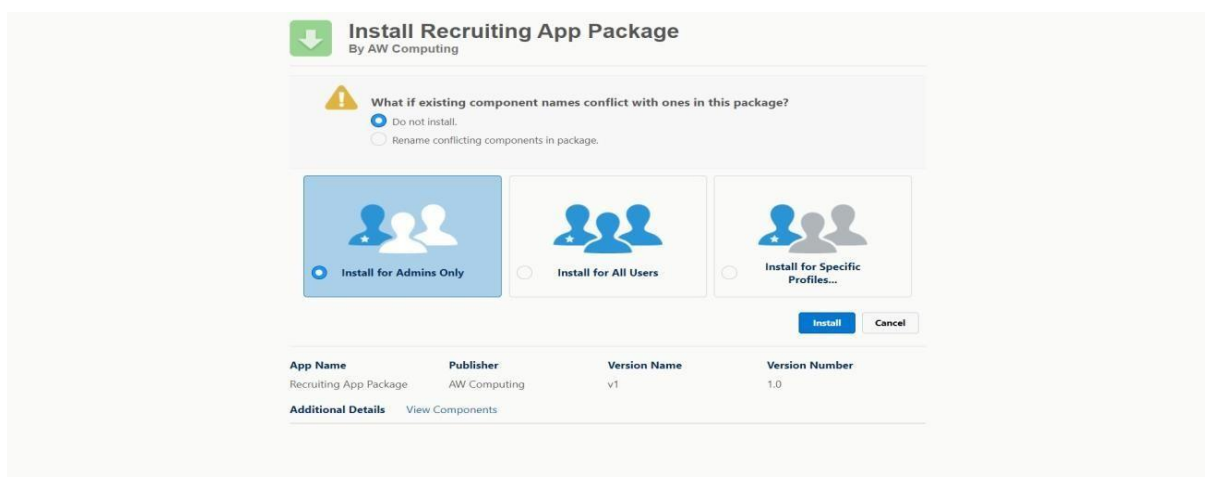 Install Recruiting App Package
By AW Computing
What if existing component names conflict with ones in this package?
Do not install.
Rename conflicting components in package.
Install for Admins Only
Install for All Users
Install for Specific
Profiles...
Install Cancel
App Name Publisher Version Name Version Number
Recruiting App Package AW Computing v1 1.0
Additional Details View Components